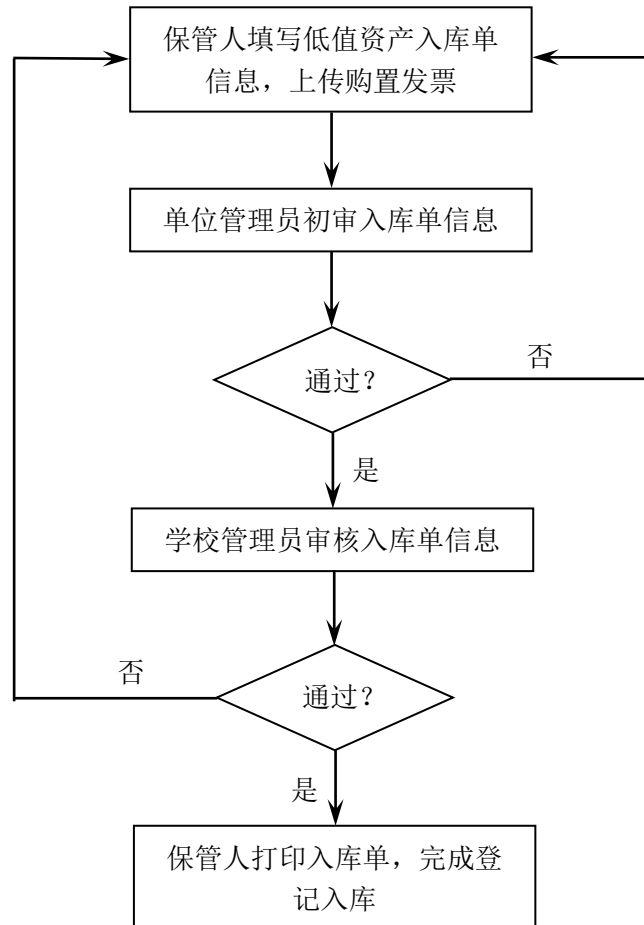 保管人填写低值资产入库单
信息，上传购置发票
单位管理员初审入库单信息
通过？
否
是
学校管理员审核入库单信息
否
通过？
是
保管人打印入库单，完成登
记入库